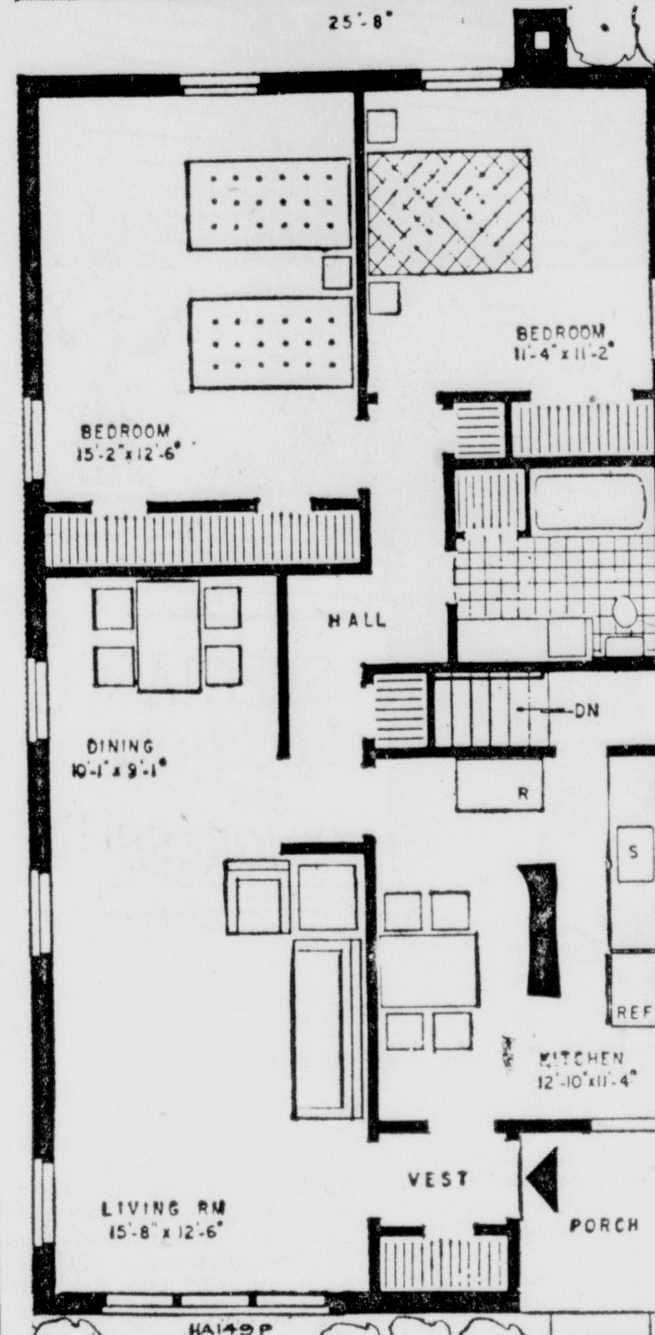 25'-8"
BEDROOM
11'-4" x 11'-2"
BEDROOM
15'-2" x 12'-6"
HALL
DN
DINING
10'-1" x 9'-1"
R
S
REF
KITCHEN
12'-10" x 11'-4"
VEST
LIVING RM
15'-8" x 12'-6"
PORCH
HA149P